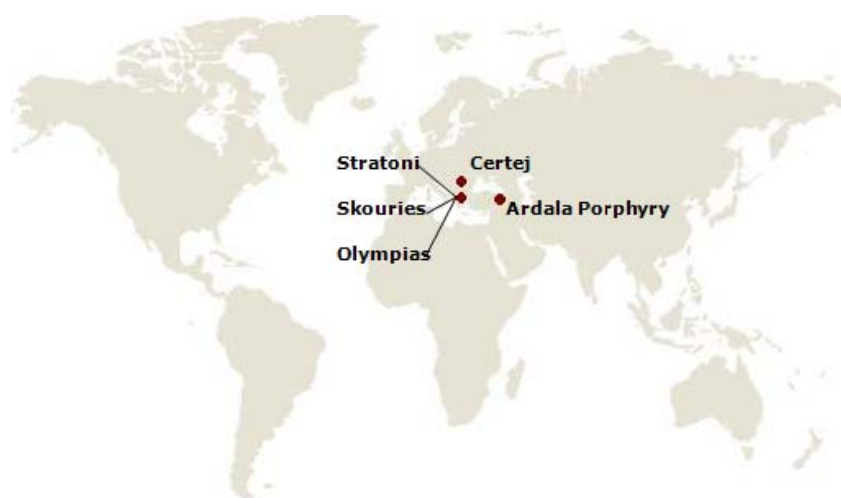 Stratoni
Certej
Skouries
Ardala Porphyry
Olympias